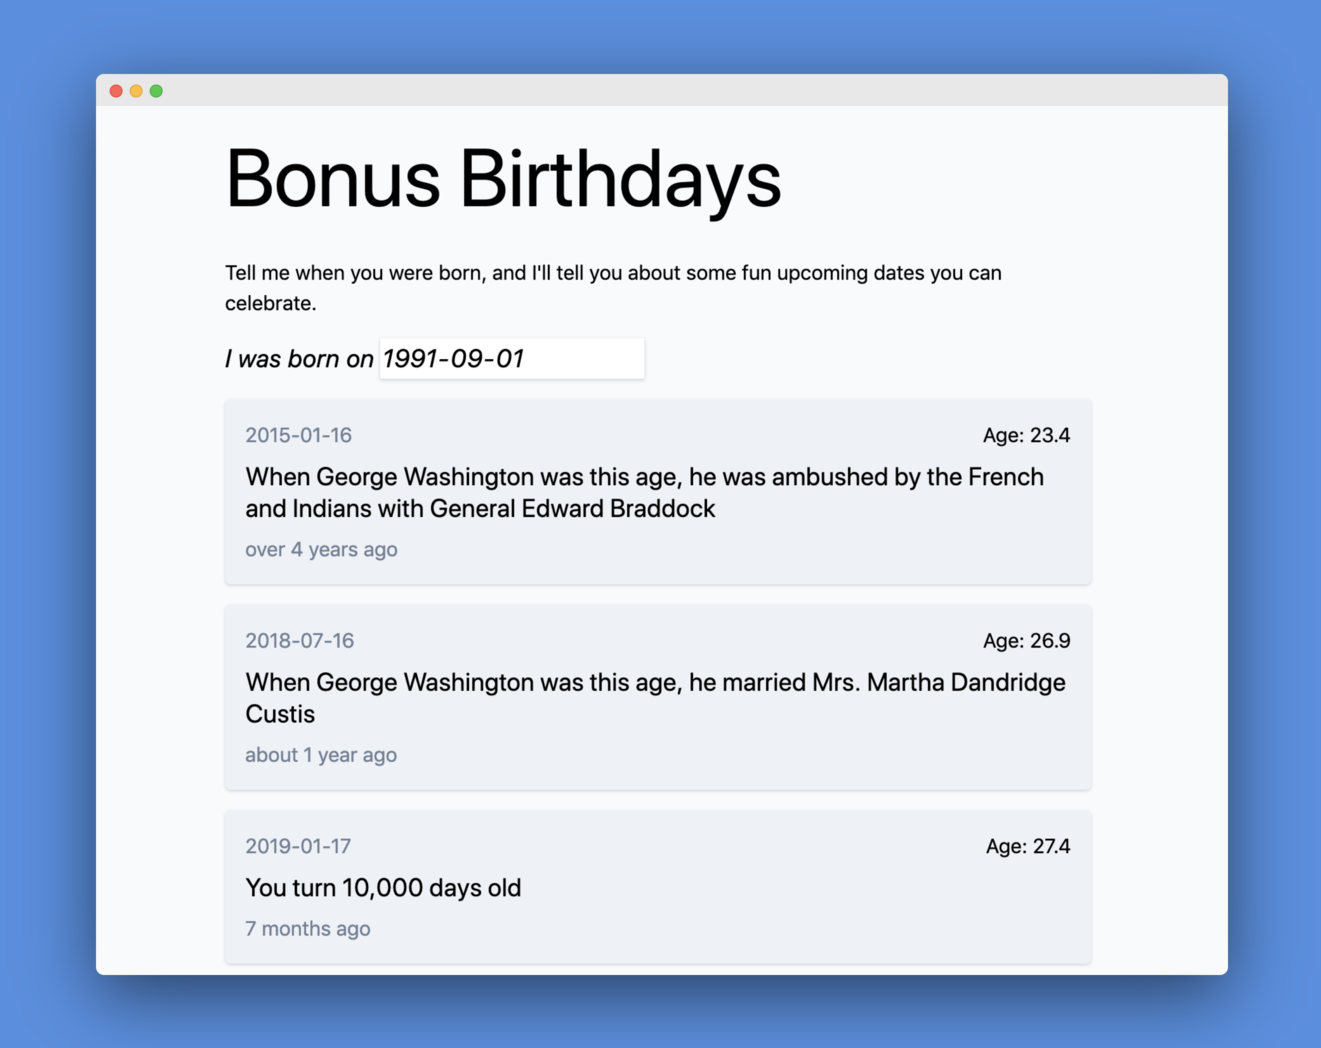 Bonus Birthdays
Tell me when you were born, and I'll tell you about some fun upcoming dates you can
celebrate.
I was born on 1991-09-01
2015-01-16 Age: 23.4
When George Washington was this age, he was ambushed by the French
and Indians with General Edward Braddock
over 4 years ago
2018-07-16 Age: 26.9
When George Washington was this age, he married Mrs. Martha Dandridge
Custis
about 1 year ago
2019-01-17 Age: 27.4
You turn 10,000 days old
7 months ago